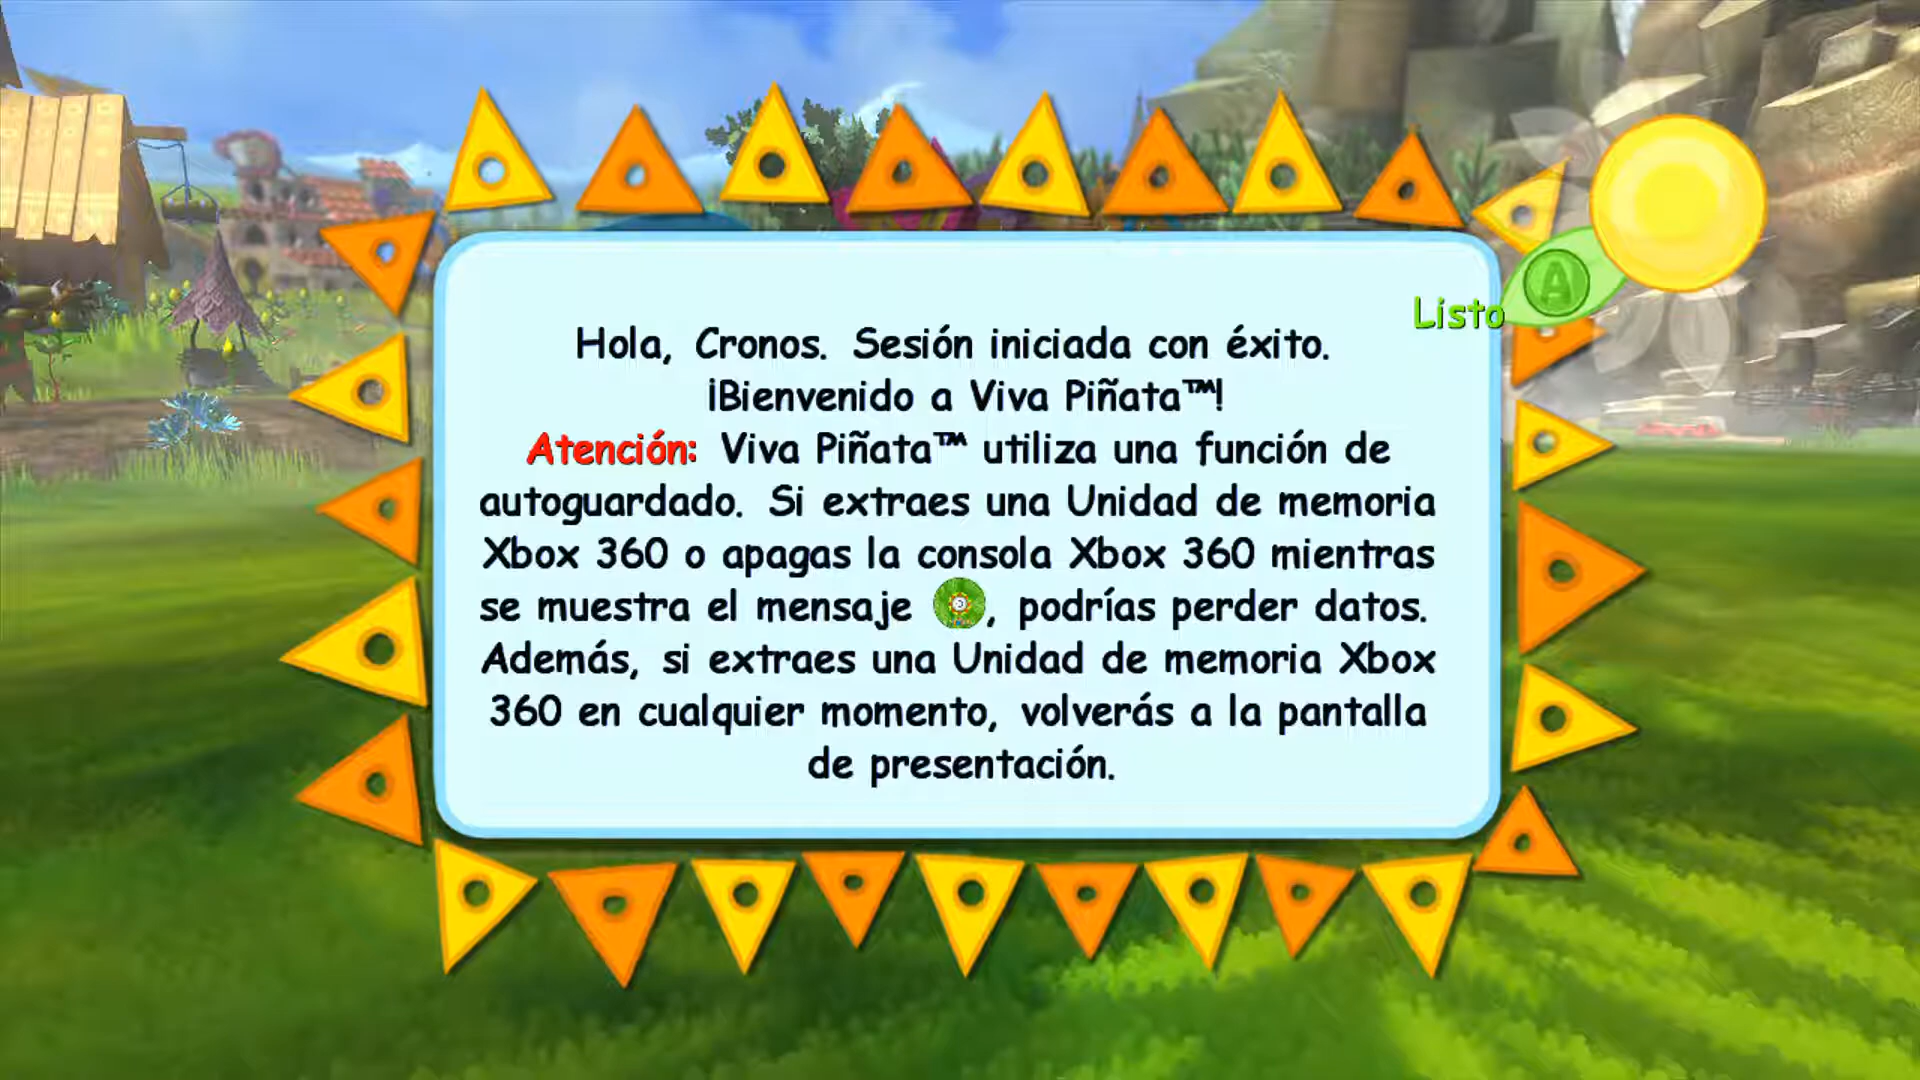 Hola, Cronos. Sesión iniciada con éxito.
¡Bienvenido a Viva Piñata™!
Atención: Viva Piñata™ utiliza una función de
autoguardado. Si extraes una Unidad de memoria
Xbox 360 o apagas la consola Xbox 360 mientras
se muestra el mensaje , podrías perder datos.
Además, si extraes una Unidad de memoria Xbox
360 en cualquier momento, volverás a la pantalla
de presentación.
Listo
A